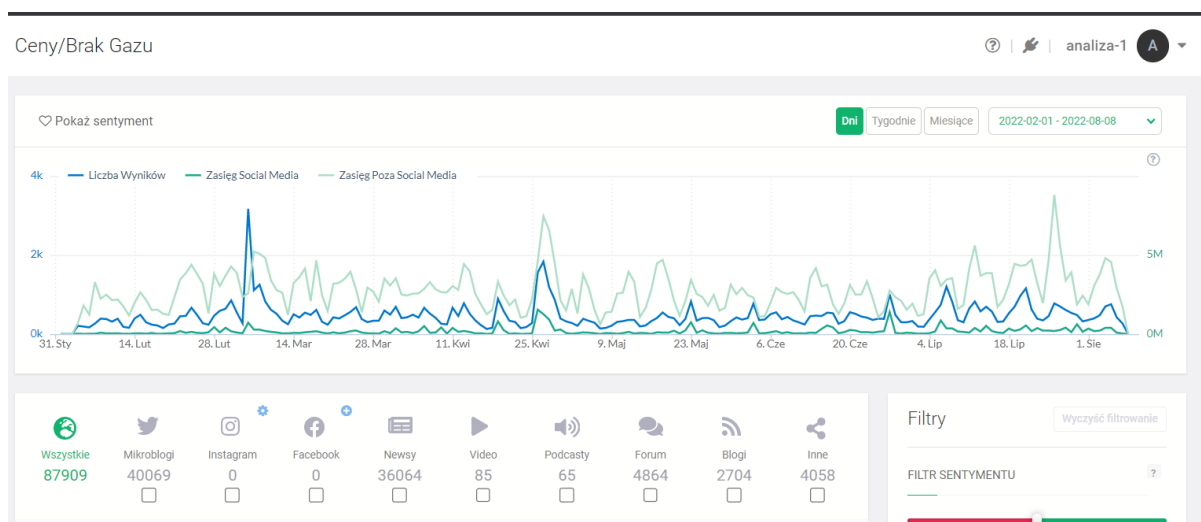 Ceny/Brak Gazu
analiza-1 A
Pokaż sentyment
Dni Tygodnie Miesiące 2022-02-01 - 2022-08-08
?
4k Liczba Wyników Zasięg Social Media Zasięg Poza Social Media
2k 5M
0k 0M
31. Sty 14. Lut 28. Lut 14. Mar 28. Mar 11. Kwi 25. Kwi 9. Maj 23. Maj 6. Cze 20. Cze 4. Lip 18. Lip 1. Sie
Wszystkie Mikroblogi Instagram Facebook Newsy Video Podcasty Forum Blogi Inne
87909 40069 0 0 36064 85 65 4864 2704 4058
Filtry Wyczyść filtrowanie
FILTR SENTYMENTU ?